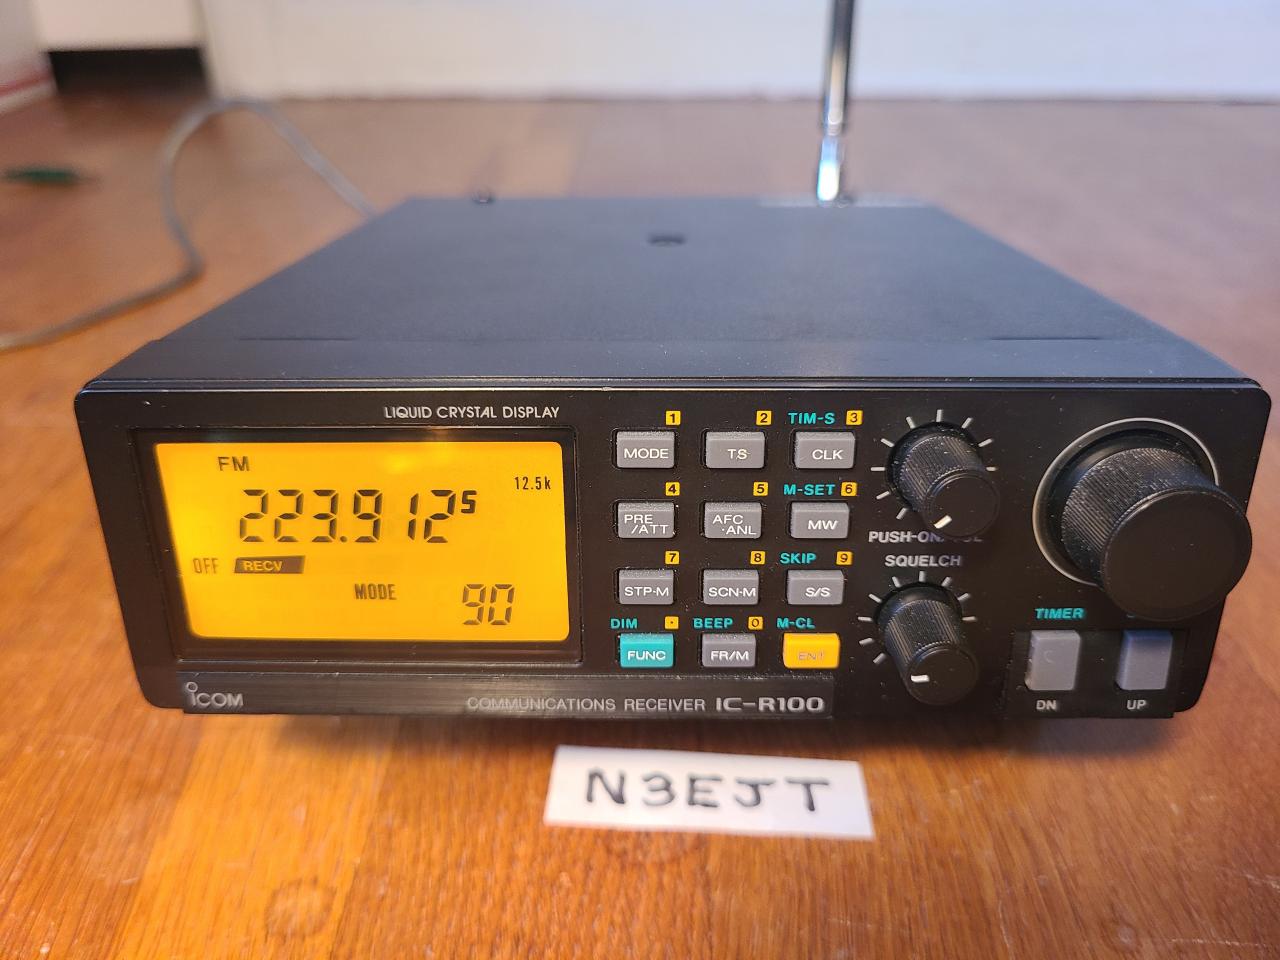 LIQUID CRYSTAL DISPLAY
FM
12.5k
223.9125
OFF RECV
MODE 90
1 2 TIM-S 3
MODE TS CLK
4 5 M-SET 6
PRE /ATT AFC ·ANL MW
7 8 SKIP 9
STP-M SCN-M S/S
DIM · BEEP 0 M-CL
FUNC FR/M ENT
SQUELCH
TIMER
DN UP
ICOM
COMMUNICATIONS RECEIVER IC-R100
N3EJT